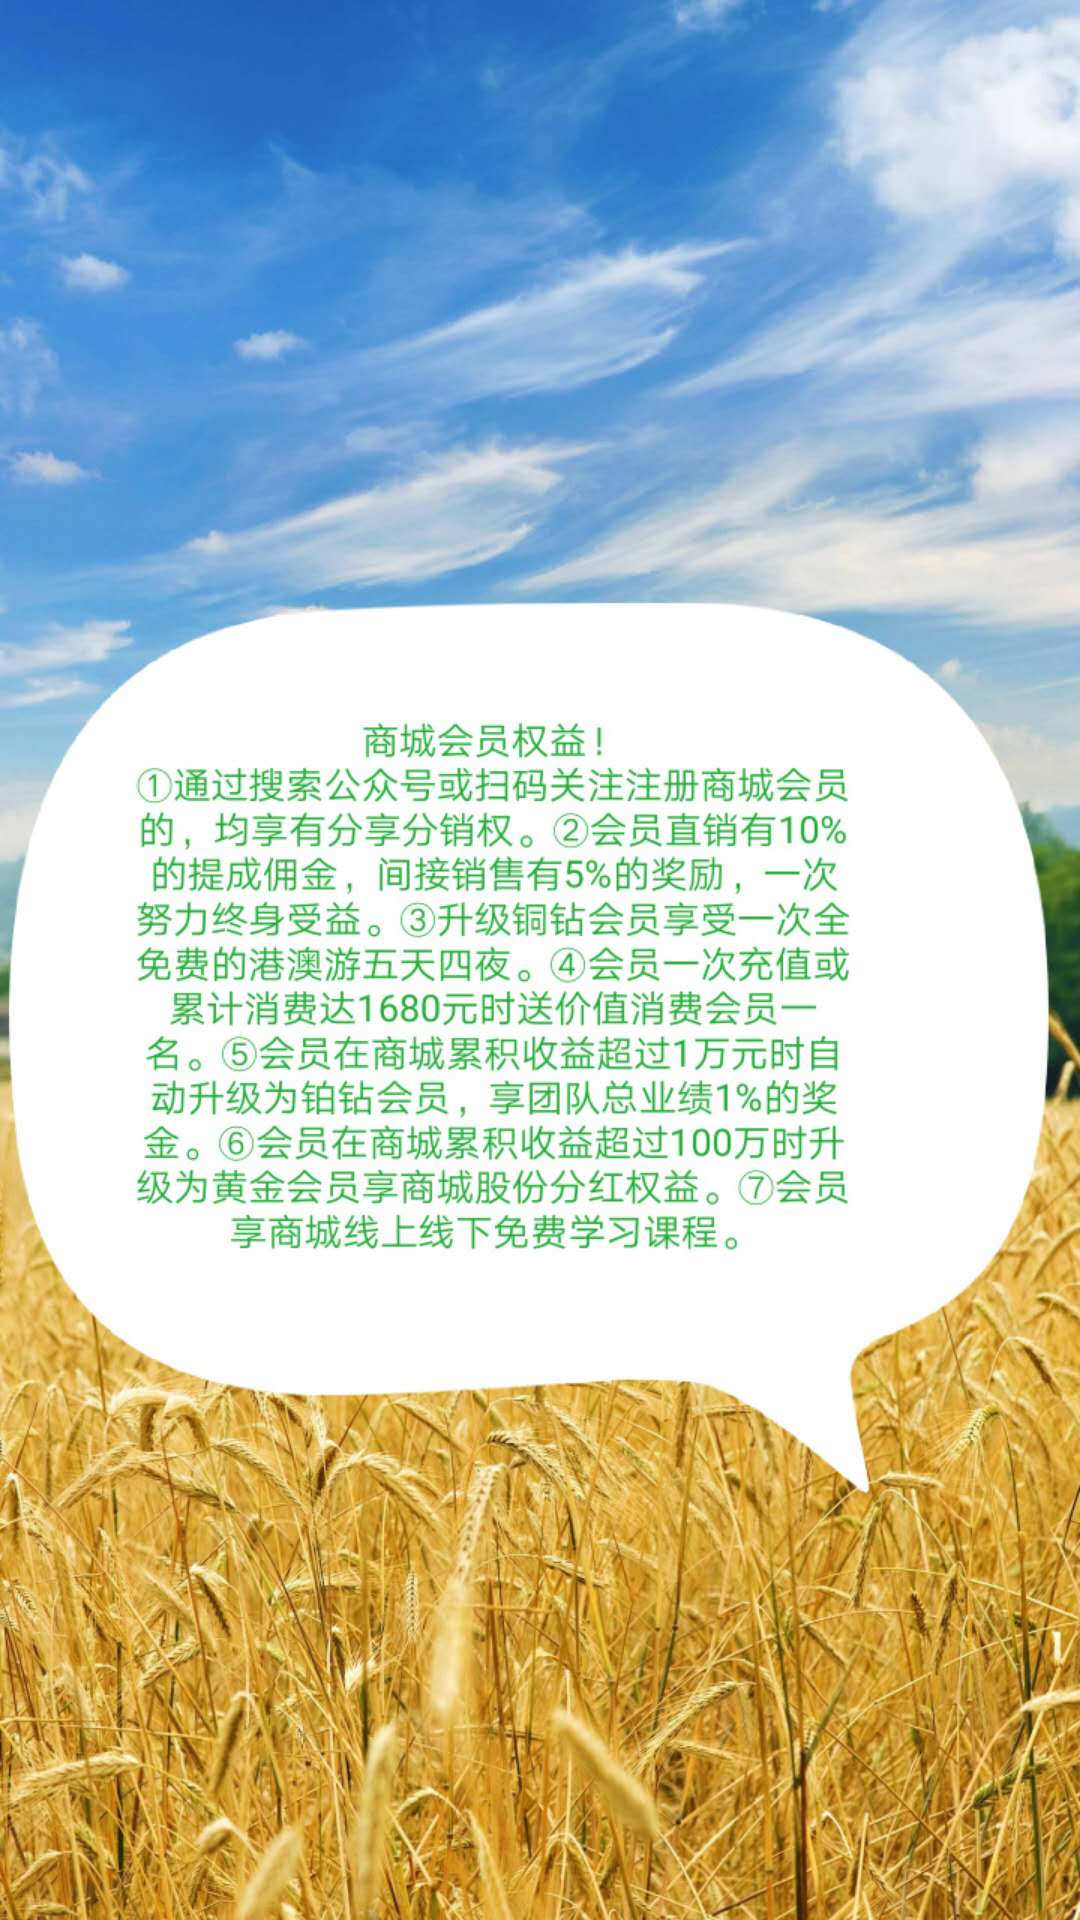 商城会员权益！
①通过搜索公众号或扫码关注注册商城会员
的，均享有分享分销权。②会员直销有10%
的提成佣金，间接销售有5%的奖励，一次
努力终身受益。③升级铜钻会员享受一次全
免费的港澳游五天四夜。④会员一次充值或
累计消费达1680元时送价值消费会员一
名。⑤会员在商城累积收益超过1万元时自
动升级为铂钻会员，享团队总业绩1%的奖
金。⑥会员在商城累积收益超过100万时升
级为黄金会员享商城股份分红权益。⑦会员
享商城线上线下免费学习课程。